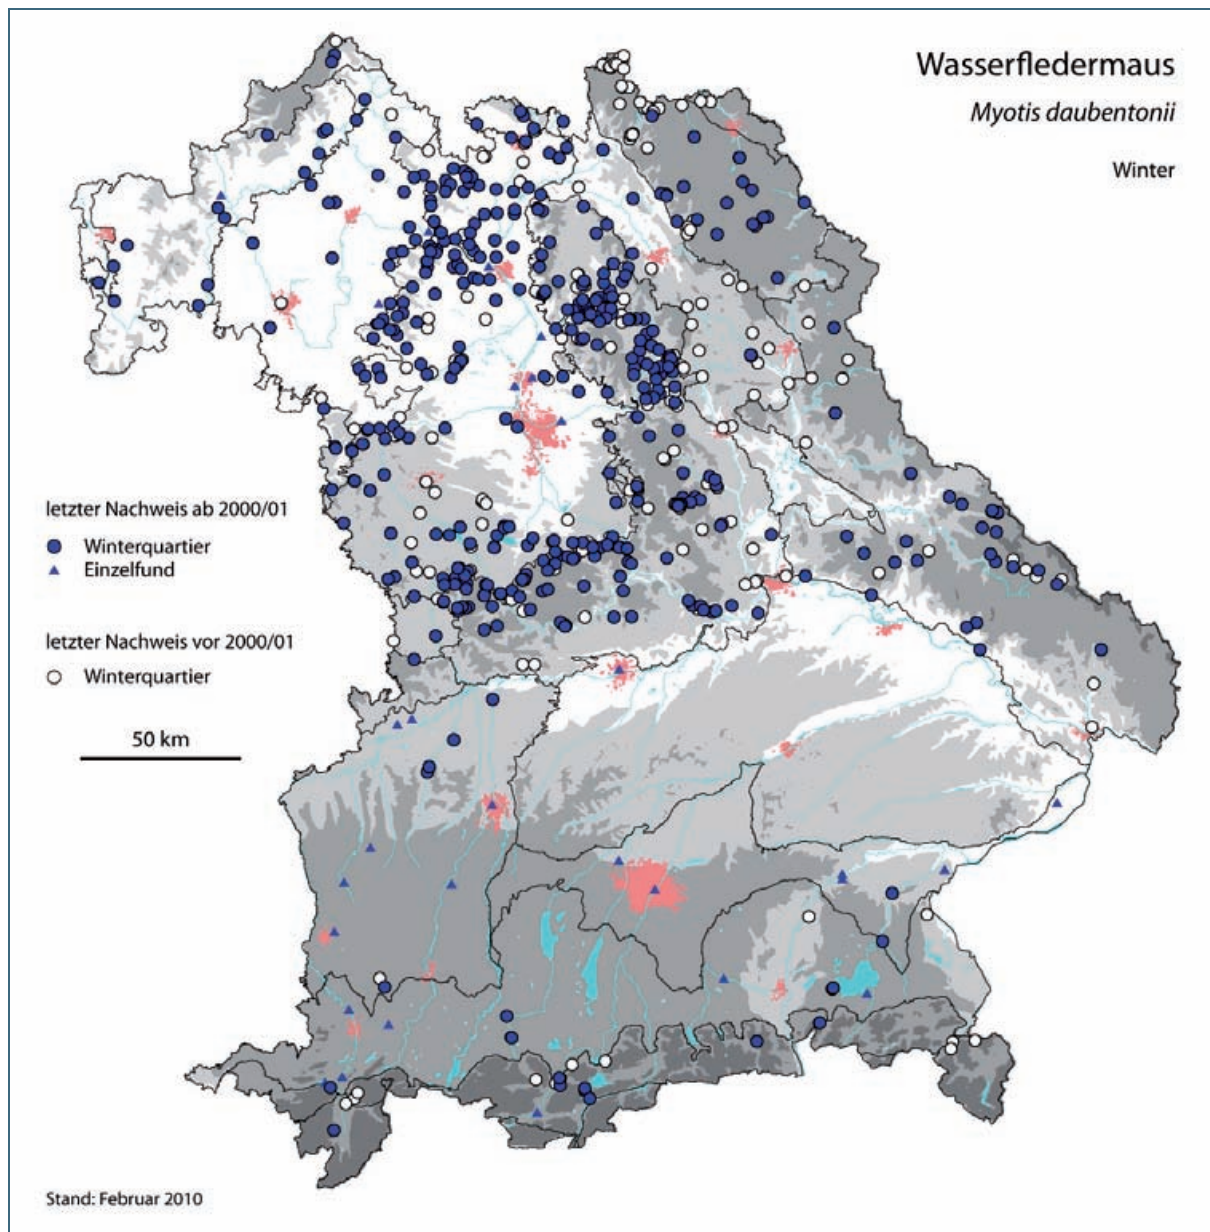 Wasserfledermaus
Myotis daubentonii
Winter
letzter Nachweis ab 2000/01
Winterquartier
Einzelfund
letzter Nachweis vor 2000/01
Winterquartier
50 km
Stand: Februar 2010